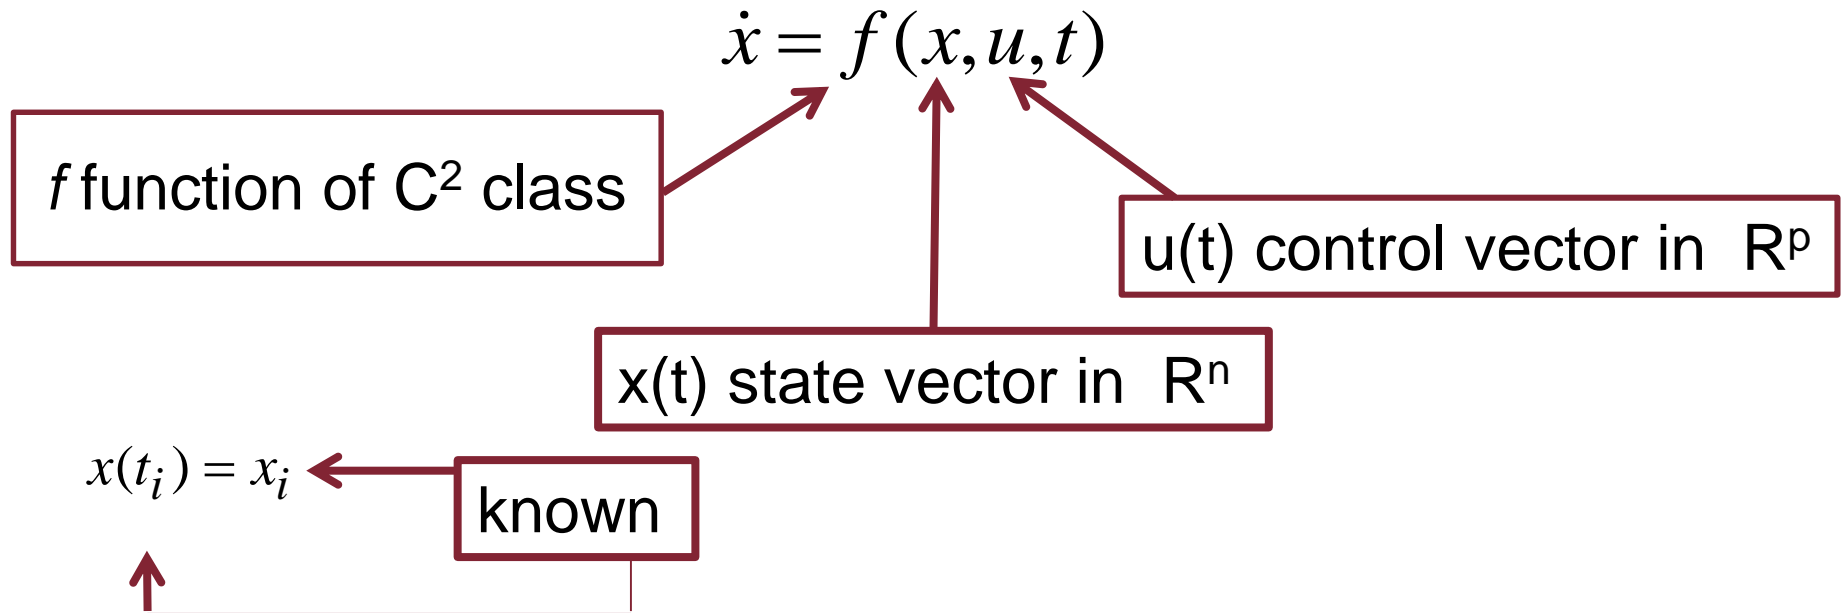 ẋ = f(x,u,t)
f function of C² class
u(t) control vector in Rᵖ
x(t) state vector in Rⁿ
x(tᵢ) = xᵢ
known